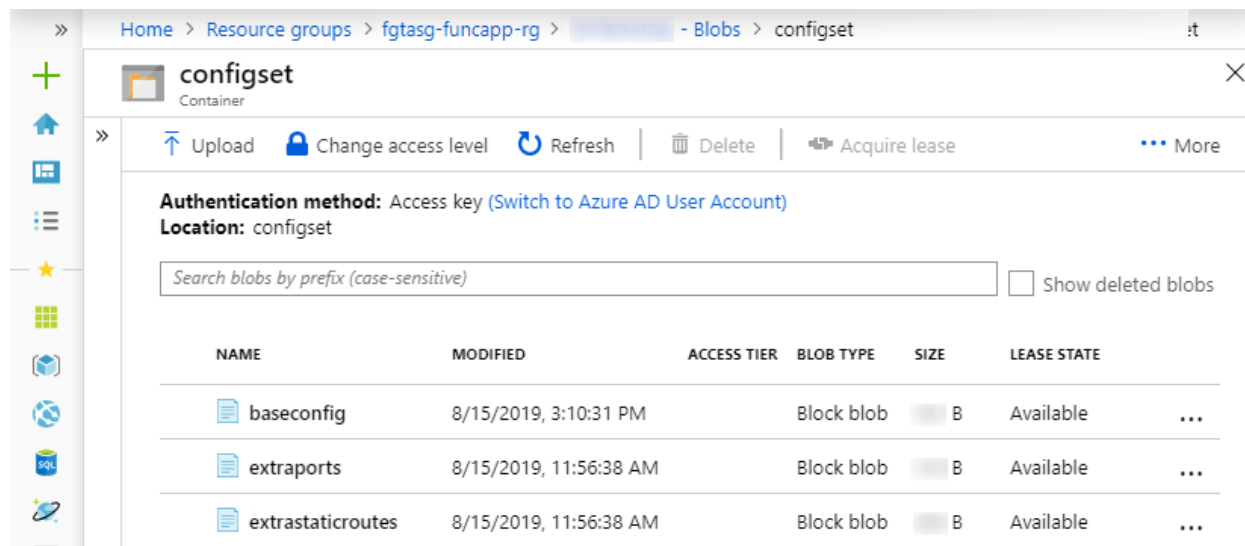 Home > Resource groups > fgtasg-funcapp-rg > - Blobs > configset
configset
Container
Upload Change access level Refresh Delete Acquire lease ••• More
Authentication method: Access key (Switch to Azure AD User Account)
Location: configset
Search blobs by prefix (case-sensitive)
Show deleted blobs
NAME MODIFIED ACCESS TIER BLOB TYPE SIZE LEASE STATE
baseconfig 8/15/2019, 3:10:31 PM Block blob B Available ...
extraports 8/15/2019, 11:56:38 AM Block blob B Available ...
SQL
extrastaticroutes 8/15/2019, 11:56:38 AM Block blob B Available ...